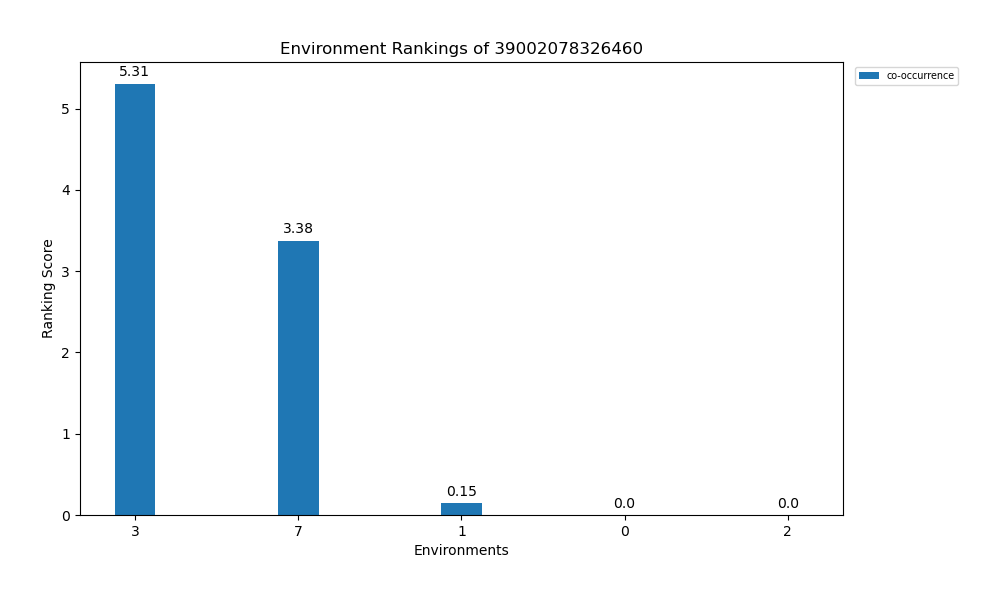 Environment Rankings of 39002078326460
co-occurrence
5.31
3.38
0.15
0.0
0.0
5
4
3
2
1
0
Ranking Score
3 7 1 0 2
Environments